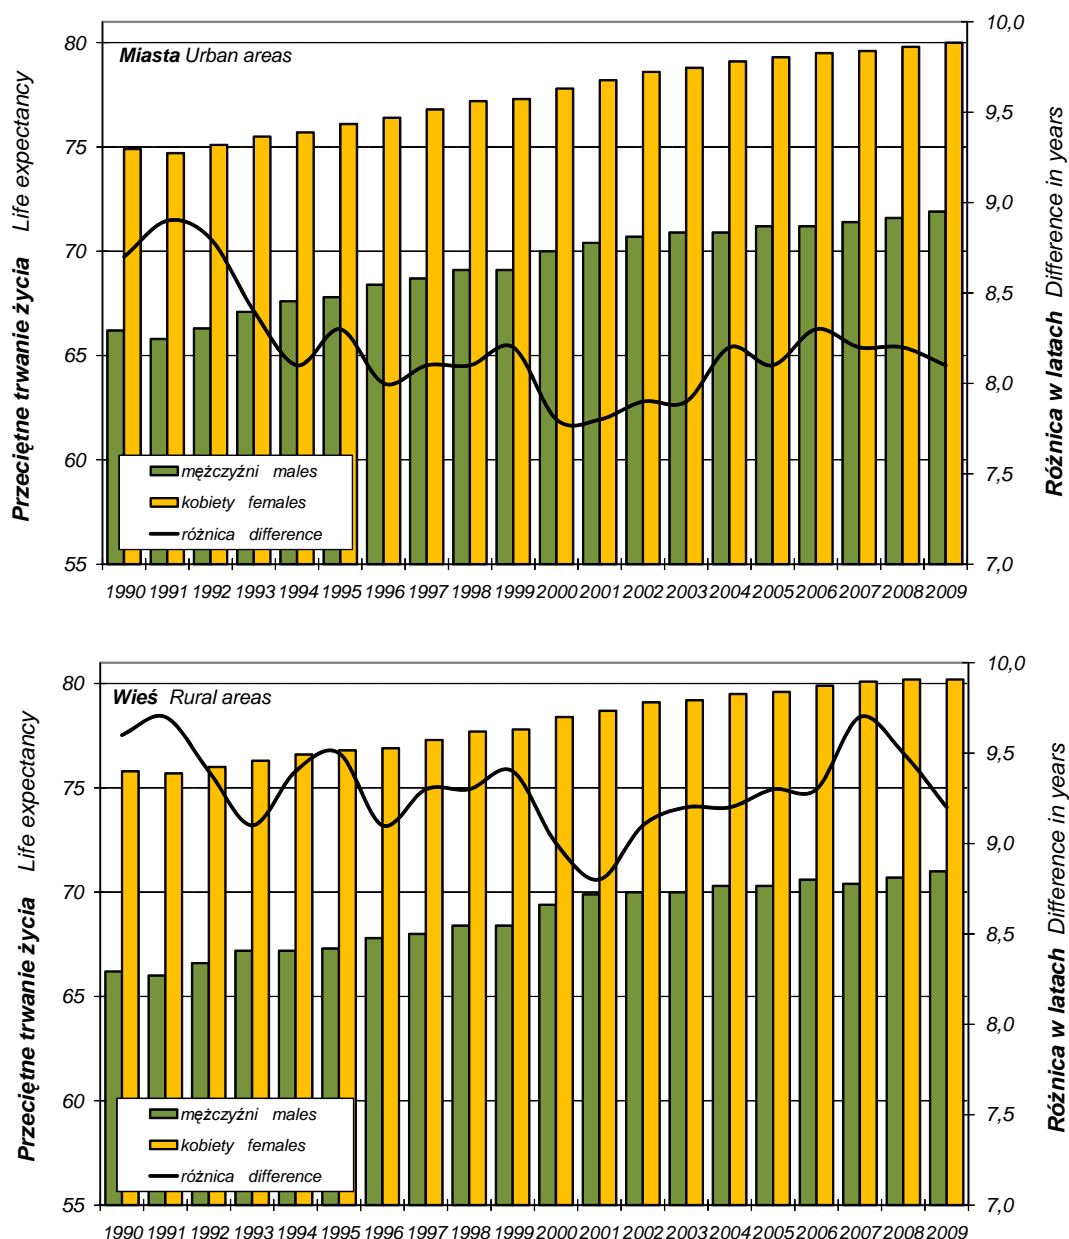 Miasta Urban areas
Przeciętne trwanie życia Life expectancy
80
75
70
65
60
55
10,0
9,5
9,0
8,5
8,0
7,5
7,0
Różnica w latach Difference in years
mężczyźni males
kobiety females
różnica difference
1990 1991 1992 1993 1994 1995 1996 1997 1998 1999 2000 2001 2002 2003 2004 2005 2006 2007 2008 2009
Wieś Rural areas
Przeciętne trwanie życia Life expectancy
80
75
70
65
60
55
10,0
9,5
9,0
8,5
8,0
7,5
7,0
Różnica w latach Difference in years
mężczyźni males
kobiety females
różnica difference
1990 1991 1992 1993 1994 1995 1996 1997 1998 1999 2000 2001 2002 2003 2004 2005 2006 2007 2008 2009